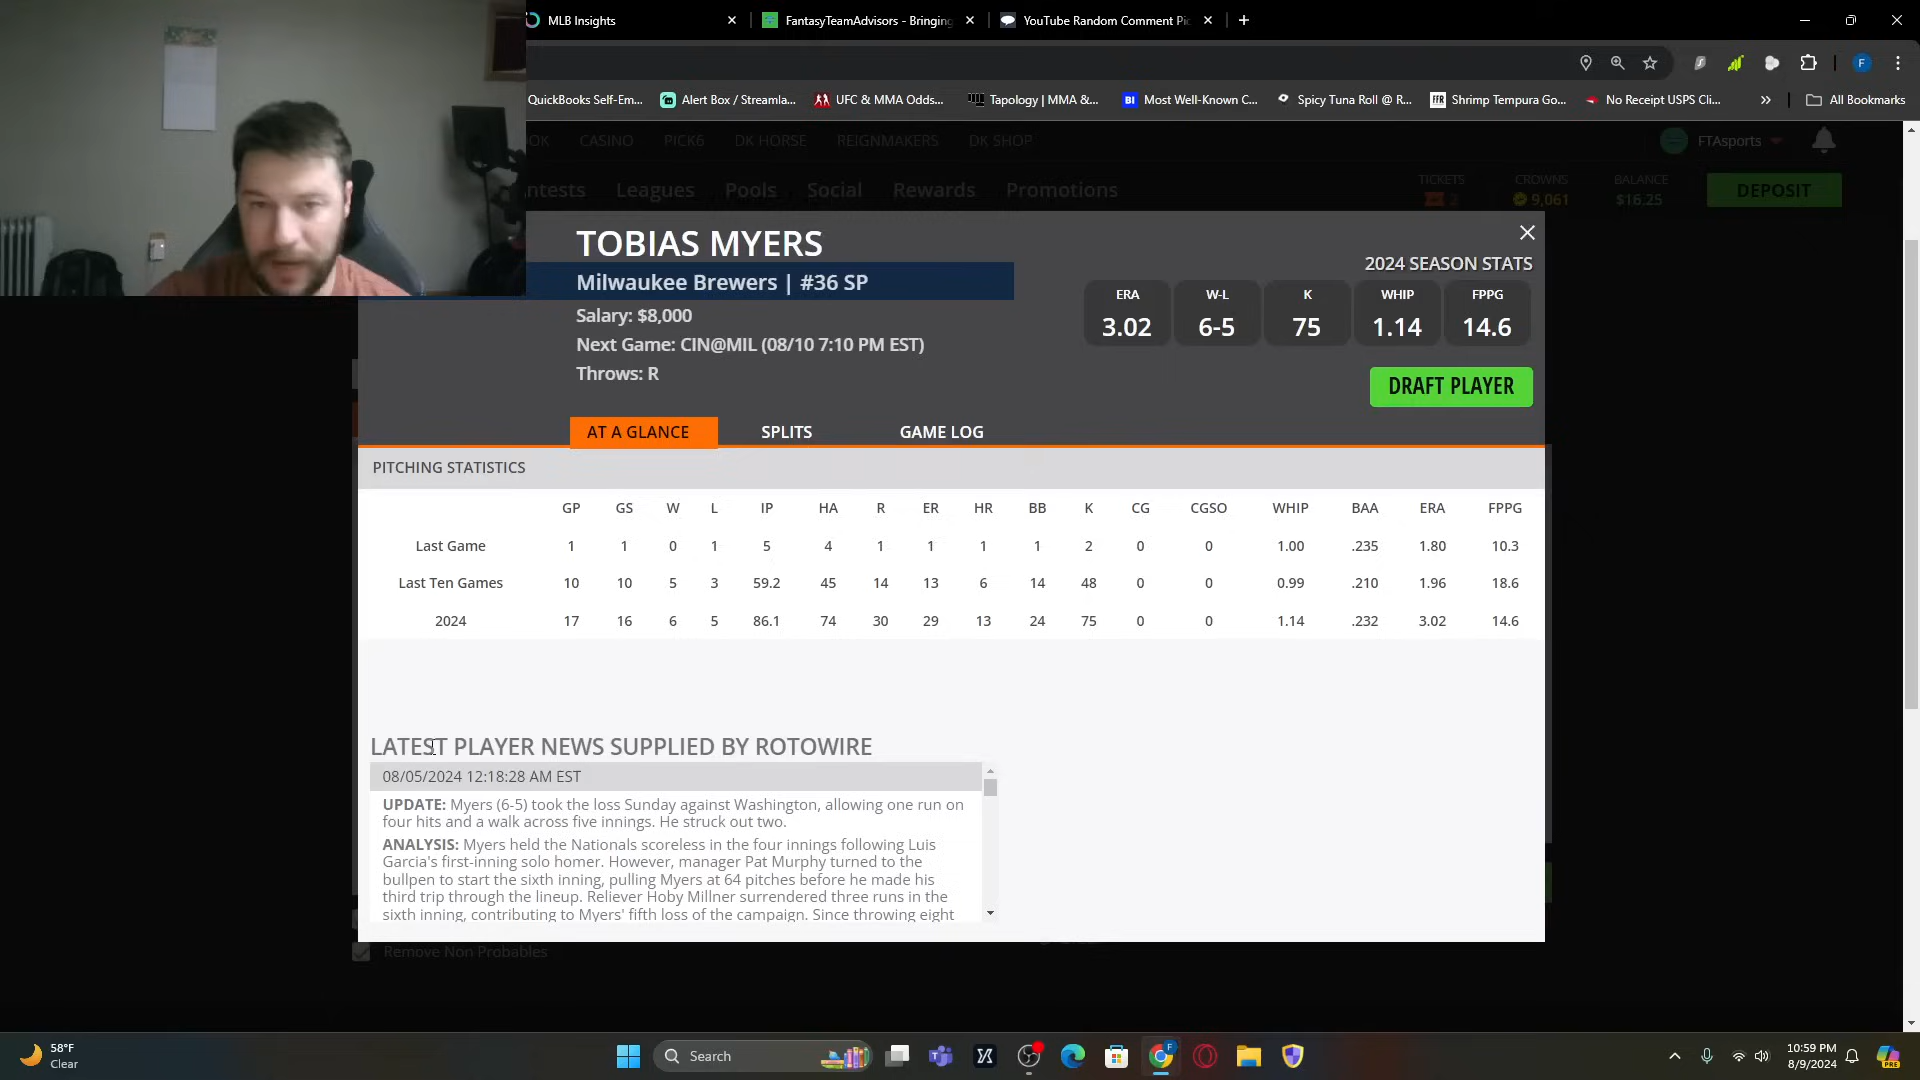 MLB Insights
FantasyTeamAdvisors - Bringing
YouTube Random Comment Pic
QuickBooks Self-Em...
Alert Box / Streamla...
UFC & MMA Odds...
Tapology | MMA &...
Most Well-Known C...
Spicy Tuna Roll @ R...
Shrimp Tempura Go...
No Receipt USPS Cli...
All Bookmarks
OK CASINO PICK6 DK HORSE REIGNMAKERS DK SHOP
FTAsports
ntests Leagues Pools Social Rewards Promotions
TICKETS CROWNS BALANCE
2 9,061 $16.25
DEPOSIT
TOBIAS MYERS
Milwaukee Brewers | #36 SP
Salary: $8,000
Next Game: CIN@MIL (08/10 7:10 PM EST)
Throws: R
2024 SEASON STATS
ERA W-L K WHIP FPPG
3.02 6-5 75 1.14 14.6
DRAFT PLAYER
AT A GLANCE SPLITS GAME LOG
PITCHING STATISTICS
GP GS W L IP HA R ER HR BB K CG CGSO WHIP BAA ERA FPPG
Last Game 1 1 0 1 5 4 1 1 1 1 2 0 0 1.00 .235 1.80 10.3
Last Ten Games 10 10 5 3 59.2 45 14 13 6 14 48 0 0 0.99 .210 1.96 18.6
2024 17 16 6 5 86.1 74 30 29 13 24 75 0 0 1.14 .232 3.02 14.6
LATEST PLAYER NEWS SUPPLIED BY ROTOWIRE
08/05/2024 12:18:28 AM EST
UPDATE: Myers (6-5) took the loss Sunday against Washington, allowing one run on
four hits and a walk across five innings. He struck out two.
ANALYSIS: Myers held the Nationals scoreless in the four innings following Luis
Garcia's first-inning solo homer. However, manager Pat Murphy turned to the
bullpen to start the sixth inning, pulling Myers at 64 pitches before he made his
third trip through the lineup. Reliever Hoby Millner surrendered three runs in the
sixth inning, contributing to Myers' fifth loss of the campaign. Since throwing eight
Remove Non Probables
58°F
Clear
Search
10:59 PM
8/9/2024